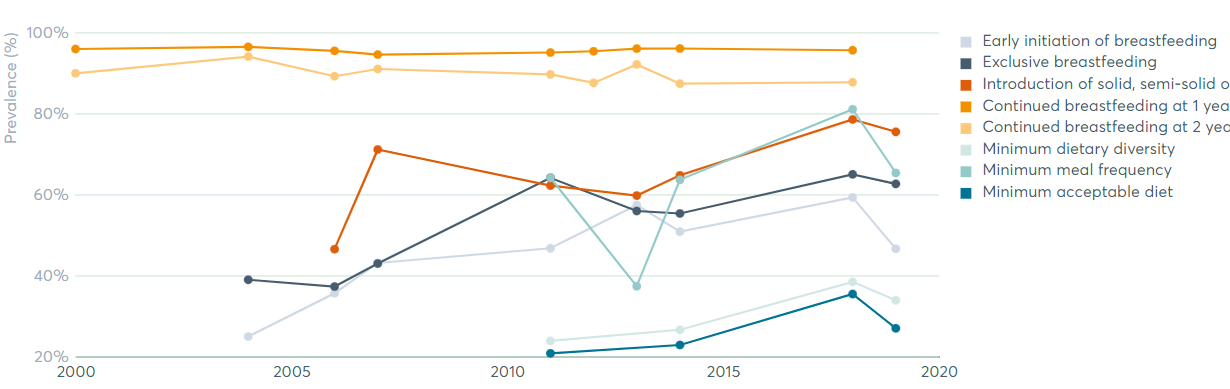 Prevalence (%)
100%
80%
60%
40%
20%
2000
2005
2010
2015
2020
Early initiation of breastfeeding
Exclusive breastfeeding
Introduction of solid, semi-solid o
Continued breastfeeding at 1 yea
Continued breastfeeding at 2 yea
Minimum dietary diversity
Minimum meal frequency
Minimum acceptable diet